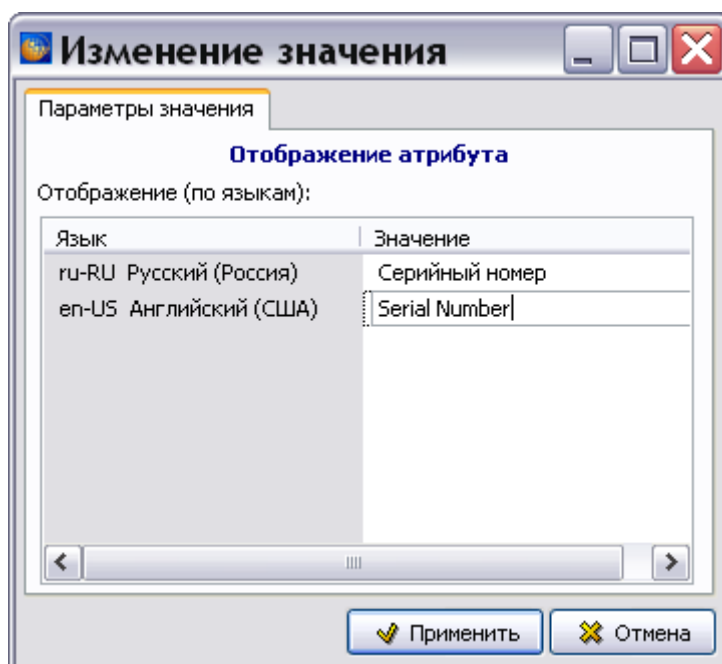 Изменение значения
Параметры значения
Отображение атрибута
Отображение (по языкам):
Язык Значение
ru-RU Русский (Россия) Серийный номер
en-US Английский (США) Serial Number
Применить Отмена